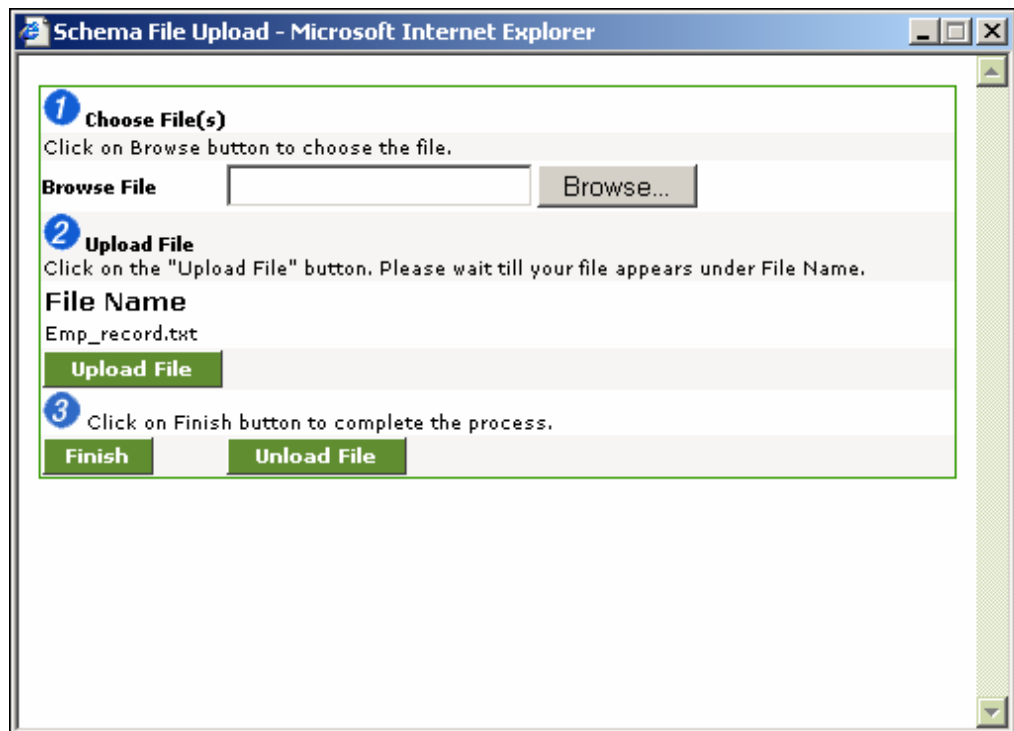 Schema File Upload - Microsoft Internet Explorer
1 Choose File(s)
Click on Browse button to choose the file.
Browse File Browse...
2 Upload File
Click on the "Upload File" button. Please wait till your file appears under File Name.
File Name
Emp_record.txt
Upload File
3 Click on Finish button to complete the process.
Finish Unload File